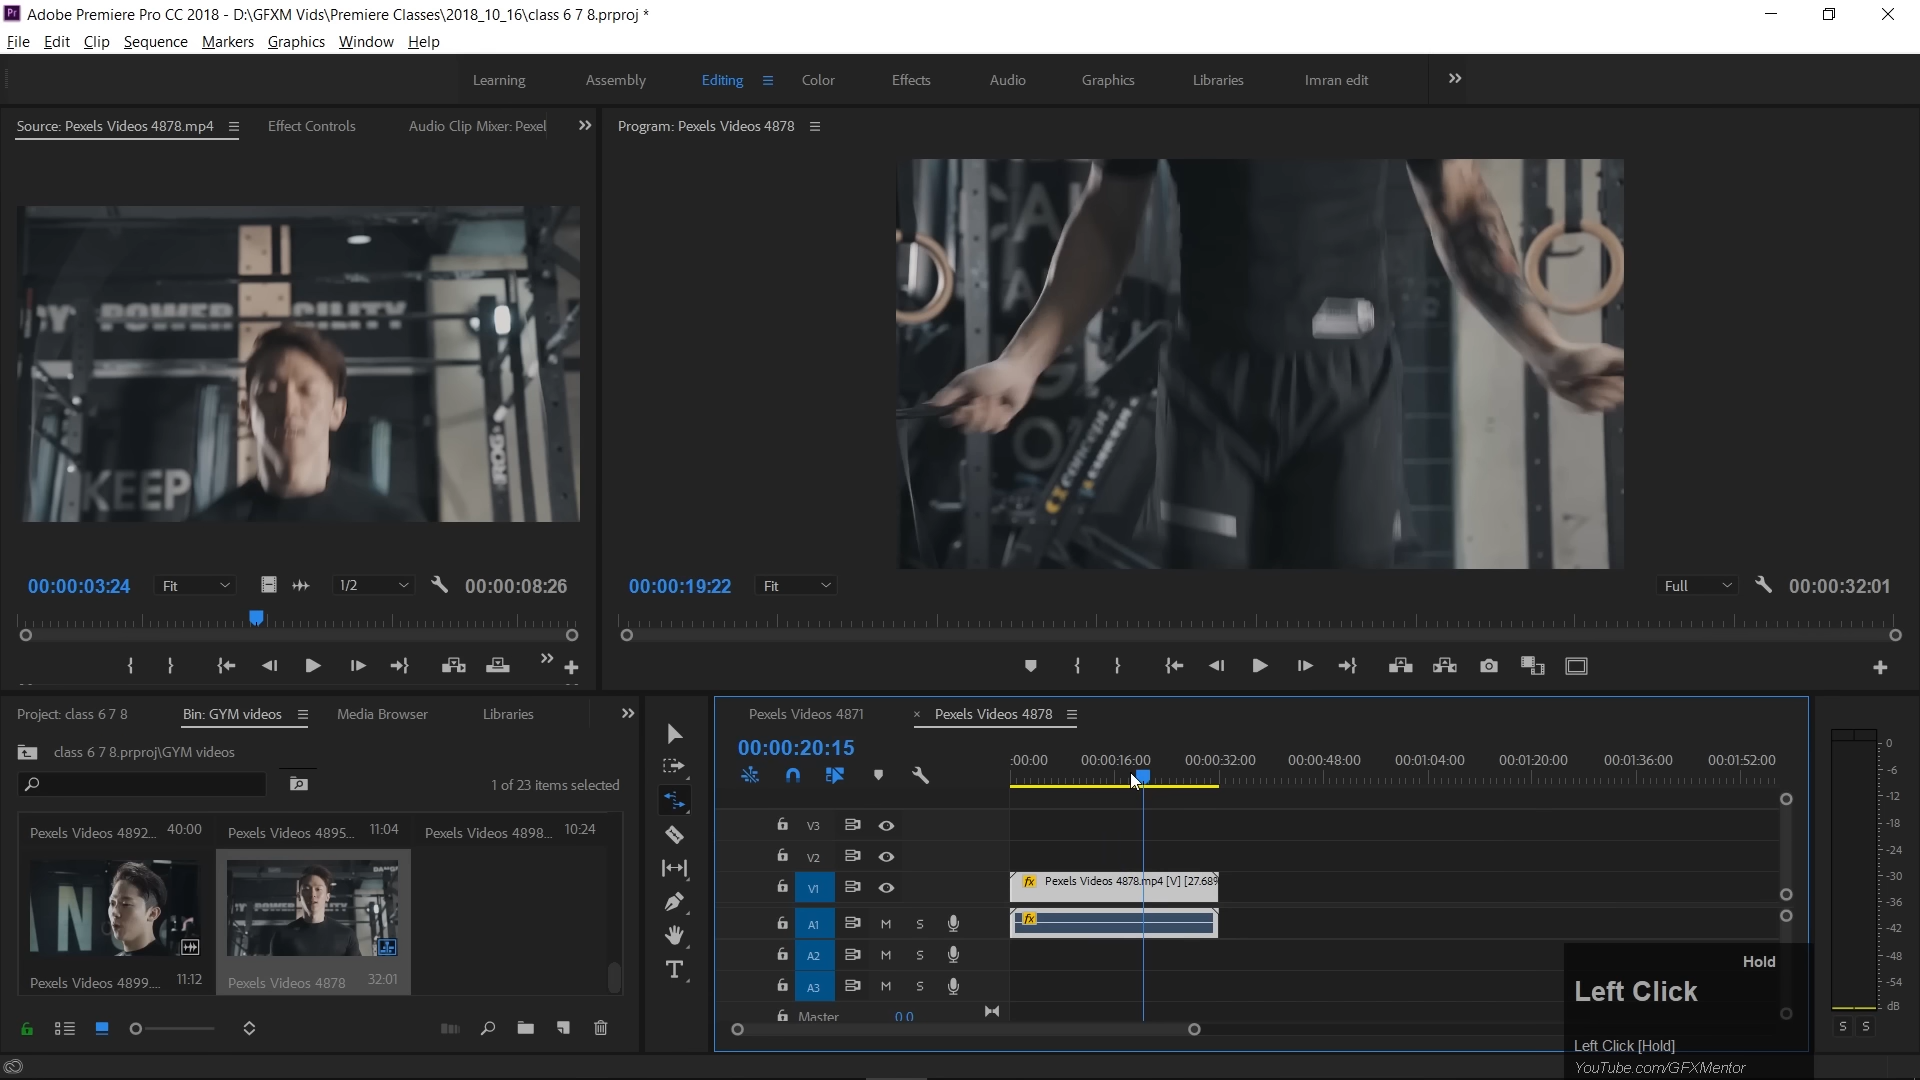 Pr Adobe Premiere Pro CC 2018 - D:\GFXM Vids\Premiere Classes\2018_10_16\class 6 7 8.prproj *
File Edit Clip Sequence Markers Graphics Window Help
Learning Assembly Editing Color Effects Audio Graphics Libraries Imran edit
Source: Pexels Videos 4878.mp4 Effect Controls Audio Clip Mixer: Pexel
Program: Pexels Videos 4878
POWER
KEEP
CONCEPT 2
00:00:03:24 Fit 1/2 00:00:08:26
00:00:19:22 Fit Full 00:00:32:01
Project: class 6 7 8 Bin: GYM videos Media Browser Libraries
class 6 7 8.prproj\GYM videos
1 of 23 items selected
Pexels Videos 4892... 40:00 Pexels Videos 4895... 11:04 Pexels Videos 4898... 10:24
Pexels Videos 4899.... 11:12 Pexels Videos 4878 32:01
Pexels Videos 4871 × Pexels Videos 4878
00:00:20:15
:00:00 00:00:16:00 00:00:32:00 00:00:48:00 00:01:04:00 00:01:20:00 00:01:36:00 00:01:52:00
V3
V2
V1 fx Pexels Videos 4878.mp4 [V] [27.689
A1 M S fx
A2 M S
A3 M S
Master 0.0
0
-6
-12
-18
-24
-30
-36
-42
-48
-54
dB
S S
Hold
Left Click
Left Click [Hold]
YouTube.com/GFXMentor